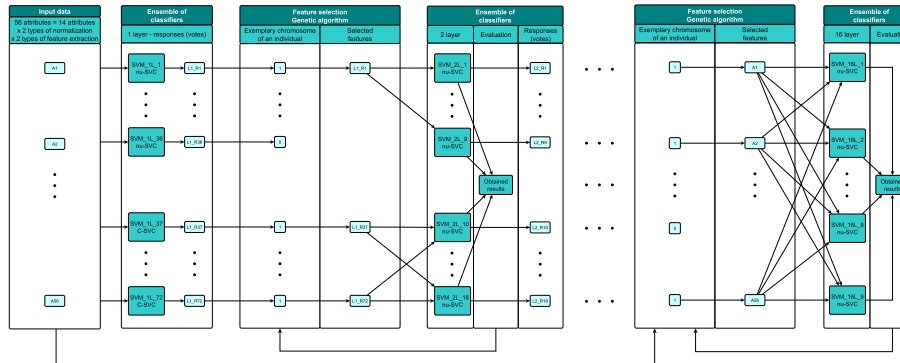 Input data
56 attributes = 14 attributes
x 2 types of normalization
x 2 types of feature extraction
A1
A2
A56
Ensemble of
classifiers
1 layer - responses (votes)
SVM_1L_1
nu-SVC
L1_R1
SVM_1L_36
nu-SVC
L1_R36
SVM_1L_37
C-SVC
L1_R37
SVM_1L_72
C-SVC
L1_R72
Feature selection
Genetic algorithm
Exemplary chromosome
of an individual
Selected
features
1
L1_R1
0
1
L1_R37
1
L1_R72
Ensemble of
classifiers
2 layer
Evaluation
Responses
(votes)
SVM_2L_1
nu-SVC
L2_R1
SVM_2L_9
nu-SVC
L2_R9
Obtained
results
SVM_2L_10
nu-SVC
L2_R10
SVM_2L_18
nu-SVC
L2_R18
Feature selection
Genetic algorithm
Exemplary chromosome
of an individual
Selected
features
1
A1
1
A2
0
1
A56
Ensemble of
classifiers
16 layer
Evaluati
SVM_16L_1
nu-SVC
SVM_16L_2
nu-SVC
Obtained
results
SVM_16L_8
nu-SVC
SVM_16L_9
nu-SVC